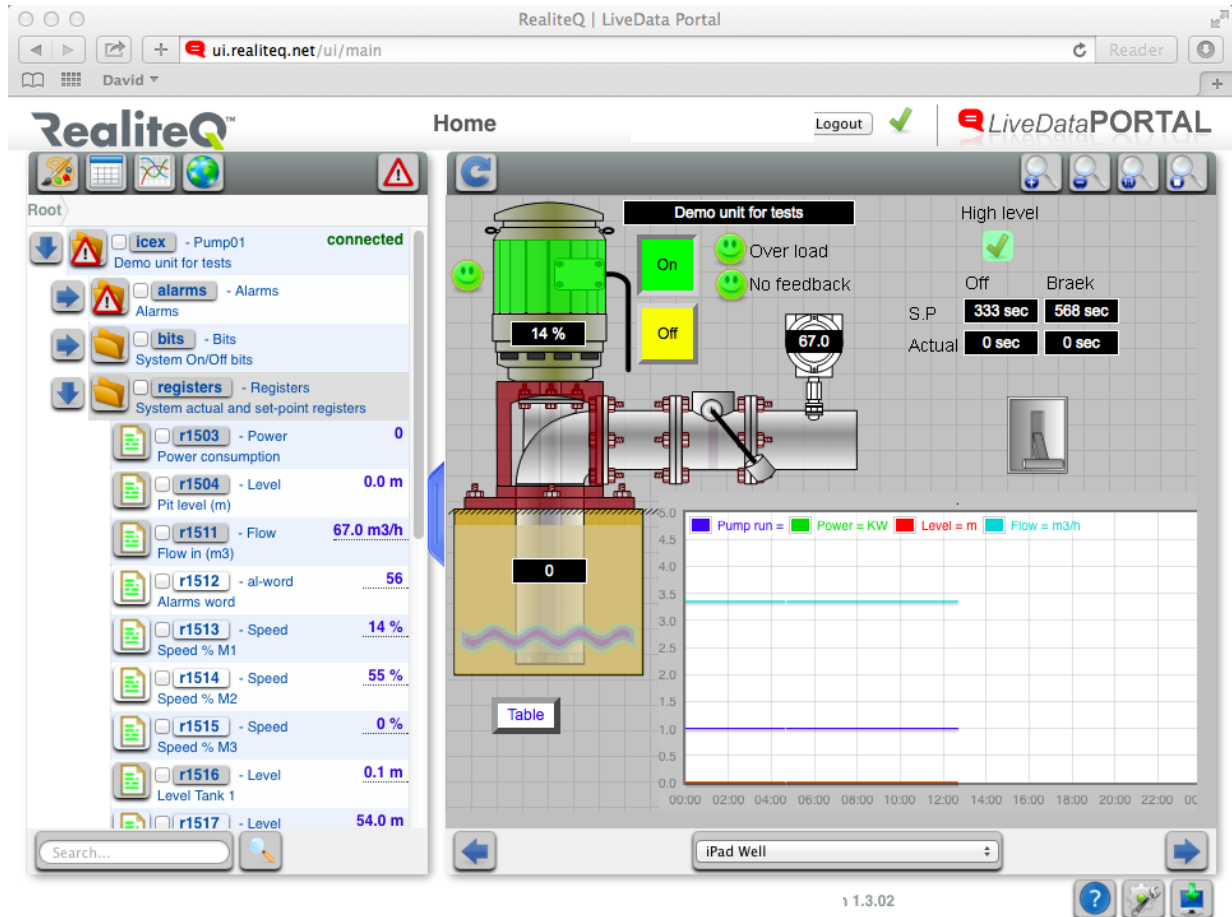 RealiteQ | LiveData Portal
ui.realiteq.net/ui/main
Reader
David
RealiteQ™
Home
Logout
LiveDataPORTAL
Root
icex - Pump01
connected
Demo unit for tests
alarms - Alarms
Alarms
bits - Bits
System On/Off bits
registers - Registers
System actual and set-point registers
r1503 - Power
0
Power consumption
r1504 - Level
0.0 m
Pit level (m)
r1511 - Flow
67.0 m3/h
Flow in (m3)
r1512 - al-word
56
Alarms word
r1513 - Speed
14 %
Speed % M1
r1514 - Speed
55 %
Speed % M2
r1515 - Speed
0 %
Speed % M3
r1516 - Level
0.1 m
Level Tank 1
r1517 - Level
54.0 m
Search...
Demo unit for tests
High level
On
Over load
No feedback
Off
14 %
67.0
Off Braek
S.P 333 sec 568 sec
Actual 0 sec 0 sec
0
Table
Pump run = Power = KW Level = m Flow = m3/h
5.0
4.5
4.0
3.5
3.0
2.5
2.0
1.5
1.0
0.5
0.0
00:00 02:00 04:00 06:00 08:00 10:00 12:00 14:00 16:00 18:00 20:00 22:00
iPad Well
1.3.02